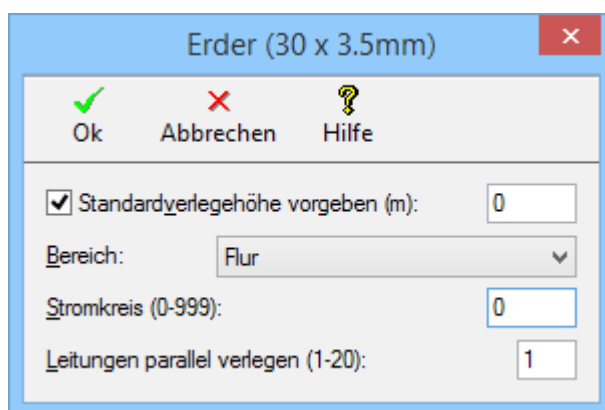 Erder (30 x 3.5mm)
Ok Abbrechen Hilfe
Standardverlegehöhe vorgeben (m): 0
Bereich: Flur
Stromkreis (0-999): 0
Leitungen parallel verlegen (1-20): 1